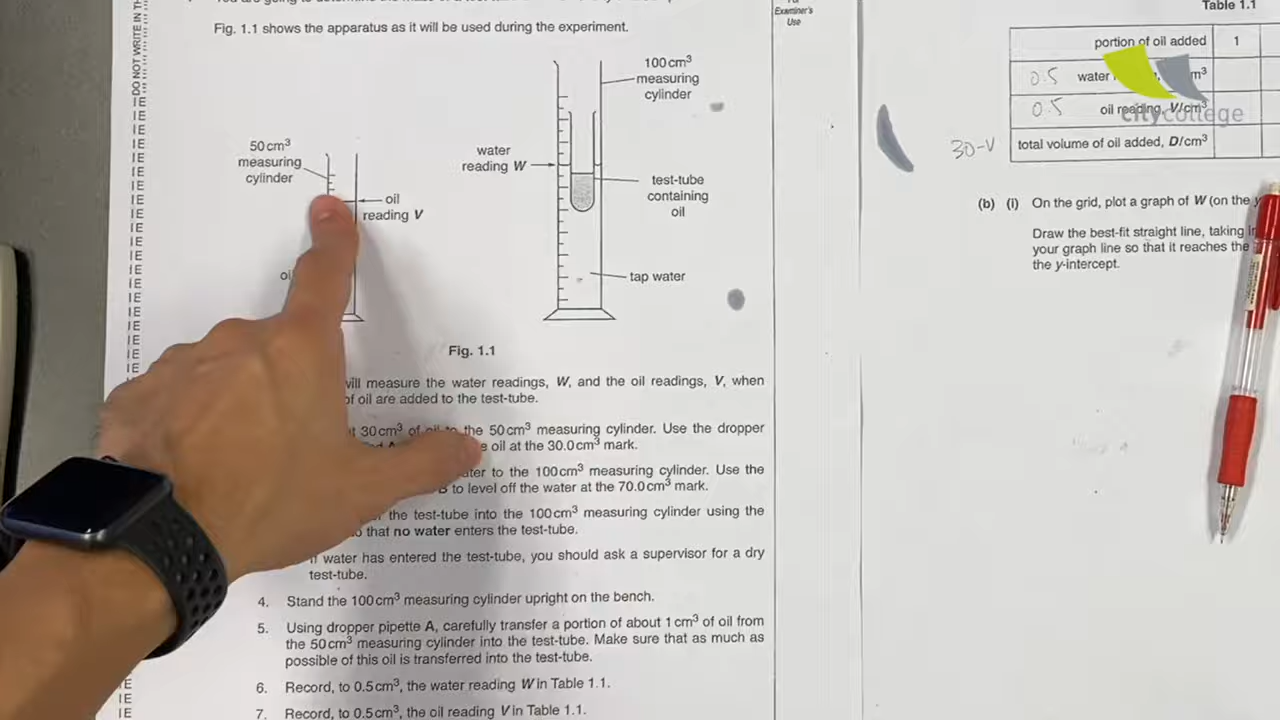 DO NOT WRITE IN TH
Fig. 1.1 shows the apparatus as it will be used during the experiment.
Examiner's
Use
100 cm³
measuring
cylinder
50 cm³
measuring
cylinder
water
reading W
oil
reading V
test-tube
containing
oil
tap water
Fig. 1.1
will measure the water readings, W, and the oil readings, V, when
of oil are added to the test-tube.
30 cm³ of oil to the 50 cm³ measuring cylinder. Use the dropper
oil at the 30.0 cm³ mark.
to the 100 cm³ measuring cylinder. Use the
to level off the water at the 70.0 cm³ mark.
the test-tube into the 100 cm³ measuring cylinder using the
that no water enters the test-tube.
If water has entered the test-tube, you should ask a supervisor for a dry
test-tube.
4. Stand the 100 cm³ measuring cylinder upright on the bench.
5. Using dropper pipette A, carefully transfer a portion of about 1 cm³ of oil from
the 50 cm³ measuring cylinder into the test-tube. Make sure that as much as
possible of this oil is transferred into the test-tube.
6. Record, to 0.5 cm³, the water reading W in Table 1.1.
7. Record, to 0.5 cm³, the oil reading V in Table 1.1.
Table 1.1
portion of oil added 1
0.5 water
0.5 oil reading, V/cm³
30-V total volume of oil added, D/cm³
citycollege
(b) (i) On the grid, plot a graph of W (on the y
Draw the best-fit straight line, taking
your graph line so that it reaches the
the y-intercept.